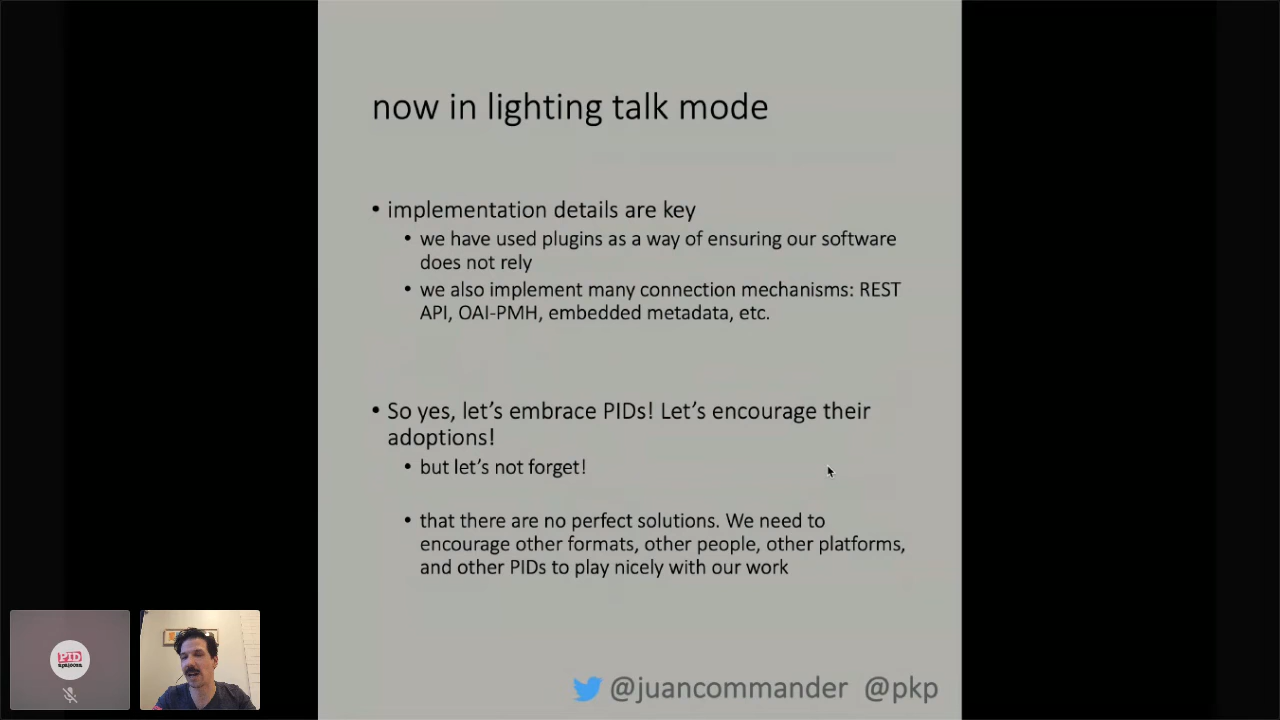 now in lighting talk mode
• implementation details are key
• we have used plugins as a way of ensuring our software
does not rely
• we also implement many connection mechanisms: REST
API, OAI-PMH, embedded metadata, etc.
• So yes, let's embrace PIDs! Let's encourage their
adoptions!
• but let's not forget!
• that there are no perfect solutions. We need to
encourage other formats, other people, other platforms,
and other PIDs to play nicely with our work
@juancommander @pkp
PID
apalooza